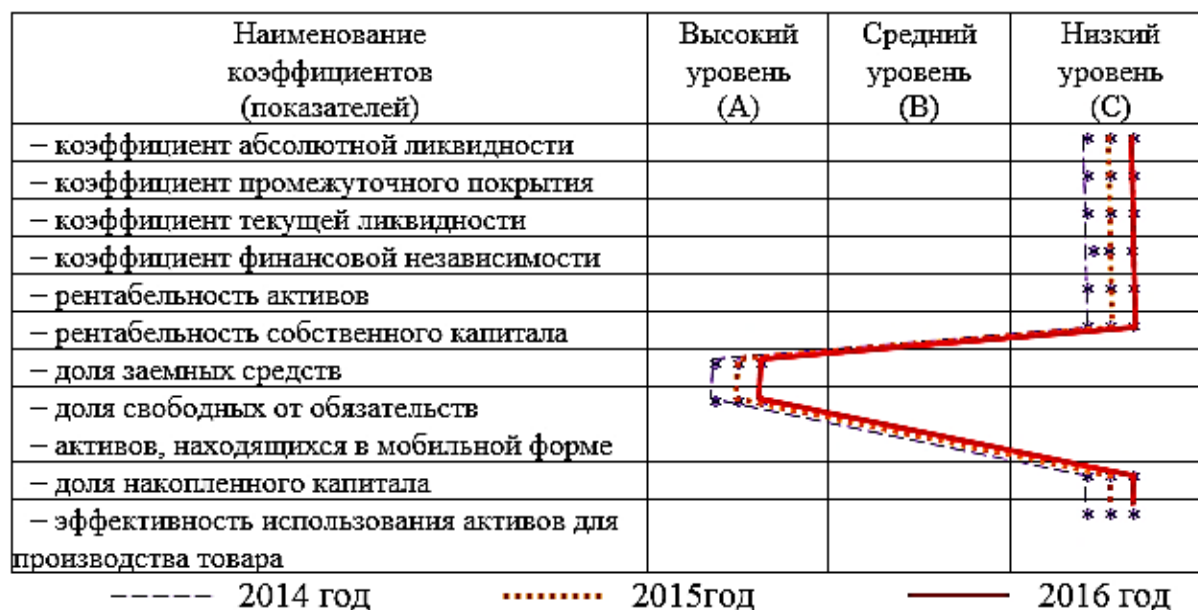 Наименование
коэффициентов
(показателей)
Высокий
уровень
(А)
Средний
уровень
(В)
Низкий
уровень
(С)
– коэффициент абсолютной ликвидности
– коэффициент промежуточного покрытия
– коэффициент текущей ликвидности
– коэффициент финансовой независимости
– рентабельность активов
– рентабельность собственного капитала
– доля заемных средств
– доля свободных от обязательств
– активов, находящихся в мобильной форме
– доля накопленного капитала
– эффективность использования активов для
производства товара
2014 год
2015год
2016 год